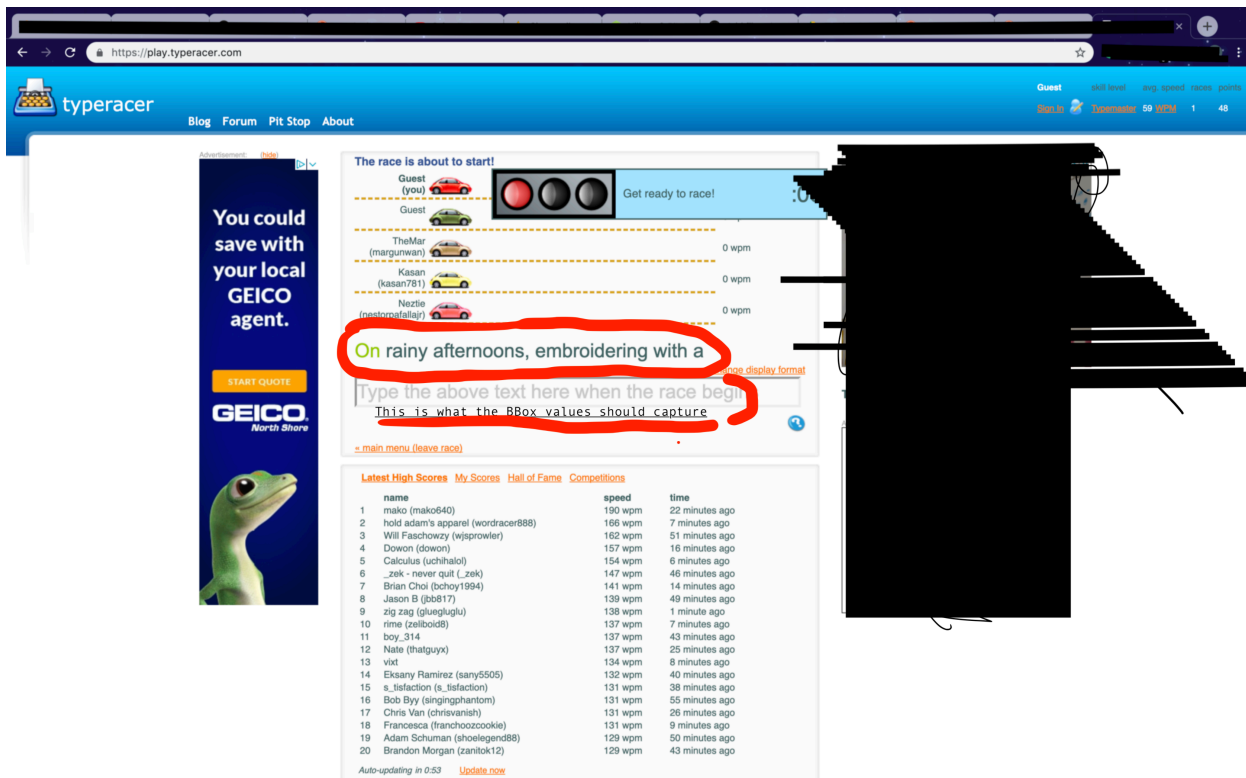 https://play.typeracer.com
typeracer
Blog Forum Pit Stop About
Guest skill level avg. speed races points
Sign In Typemaster 59 WPM 1 48
Advertisement: (hide)
You could
save with
your local
GEICO
agent.
START QUOTE
GEICO
North Shore
The race is about to start!
Guest
(you)
Get ready to race!
:0
Guest
TheMar
(margunwan)
0 wpm
Kasan
(kasan781)
0 wpm
Neztie
(nestorpafallajr)
0 wpm
On rainy afternoons, embroidering with a
display format
Type the above text here when the race begin
This is what the BBox values should capture
« main menu (leave race)
Latest High Scores My Scores Hall of Fame Competitions
name speed time
1 mako (mako640) 190 wpm 22 minutes ago
2 hold adam's apparel (wordracer888) 166 wpm 7 minutes ago
3 Will Faschowzy (wjsprowler) 162 wpm 51 minutes ago
4 Dowon (dowon) 157 wpm 16 minutes ago
5 Calculus (uchihalol) 154 wpm 6 minutes ago
6 _zek - never quit (_zek) 147 wpm 46 minutes ago
7 Brian Choi (bchoy1994) 141 wpm 14 minutes ago
8 Jason B (jbb817) 139 wpm 49 minutes ago
9 zig zag (gluegluglu) 138 wpm 1 minute ago
10 rime (zeliboid8) 137 wpm 7 minutes ago
11 boy_314 137 wpm 43 minutes ago
12 Nate (thatguyx) 137 wpm 25 minutes ago
13 vixt 134 wpm 8 minutes ago
14 Eksany Ramirez (sany5505) 132 wpm 40 minutes ago
15 s_tisfaction (s_tisfaction) 131 wpm 38 minutes ago
16 Bob Byy (singingphantom) 131 wpm 55 minutes ago
17 Chris Van (chrisvanish) 131 wpm 26 minutes ago
18 Francesca (franchoozcookie) 131 wpm 9 minutes ago
19 Adam Schuman (shoelegend88) 129 wpm 50 minutes ago
20 Brandon Morgan (zanitok12) 129 wpm 43 minutes ago
Auto-updating in 0:53 Update now